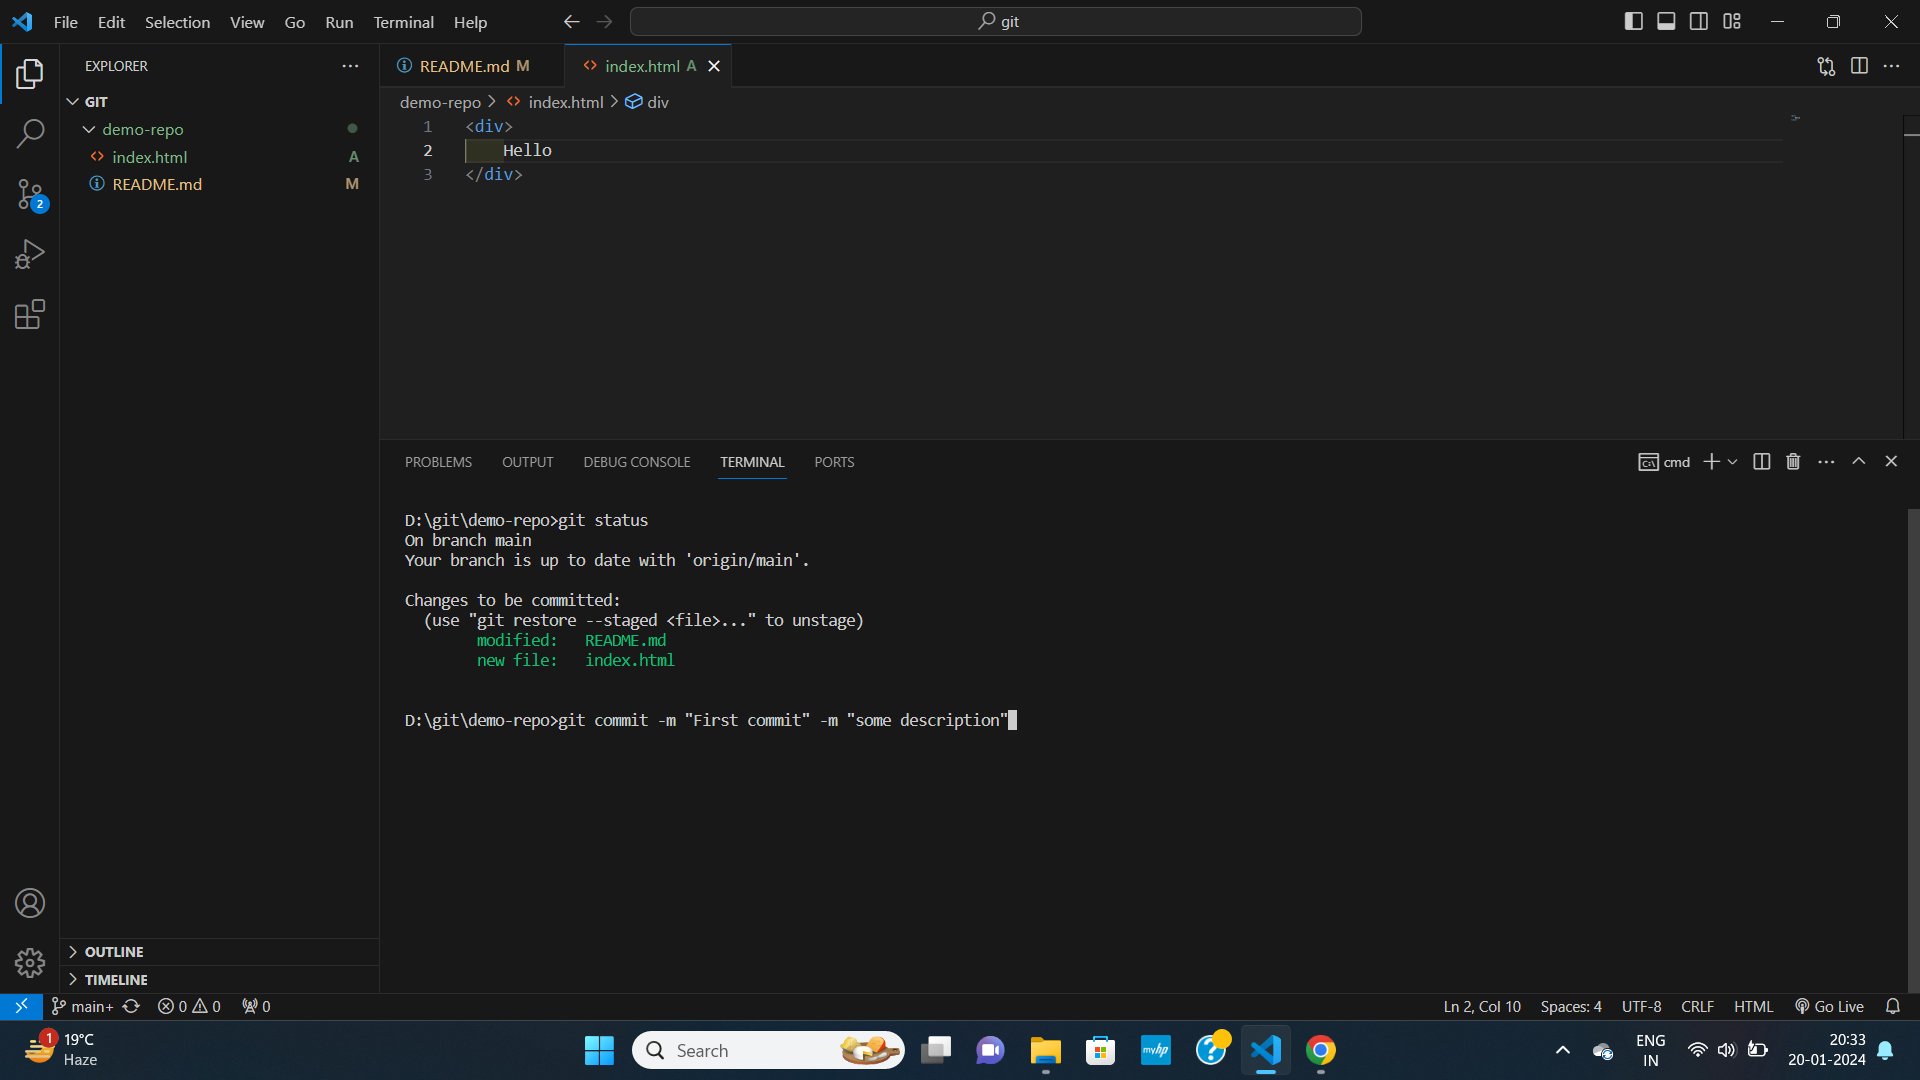 File Edit Selection View Go Run Terminal Help
git
EXPLORER
GIT
demo-repo
index.html A
README.md M
2
README.md M
index.html A
demo-repo > index.html > div
1 <div>
2 Hello
3 </div>
PROBLEMS OUTPUT DEBUG CONSOLE TERMINAL PORTS
cmd
D:\git\demo-repo>git status
On branch main
Your branch is up to date with 'origin/main'.
Changes to be committed:
(use "git restore --staged <file>..." to unstage)
modified: README.md
new file: index.html
D:\git\demo-repo>git commit -m "First commit" -m "some description"
OUTLINE
TIMELINE
main+ 0 0 0
Ln 2, Col 10 Spaces: 4 UTF-8 CRLF HTML Go Live
1
19°C
Haze
Search
myhp
ENG
IN
20:33
20-01-2024